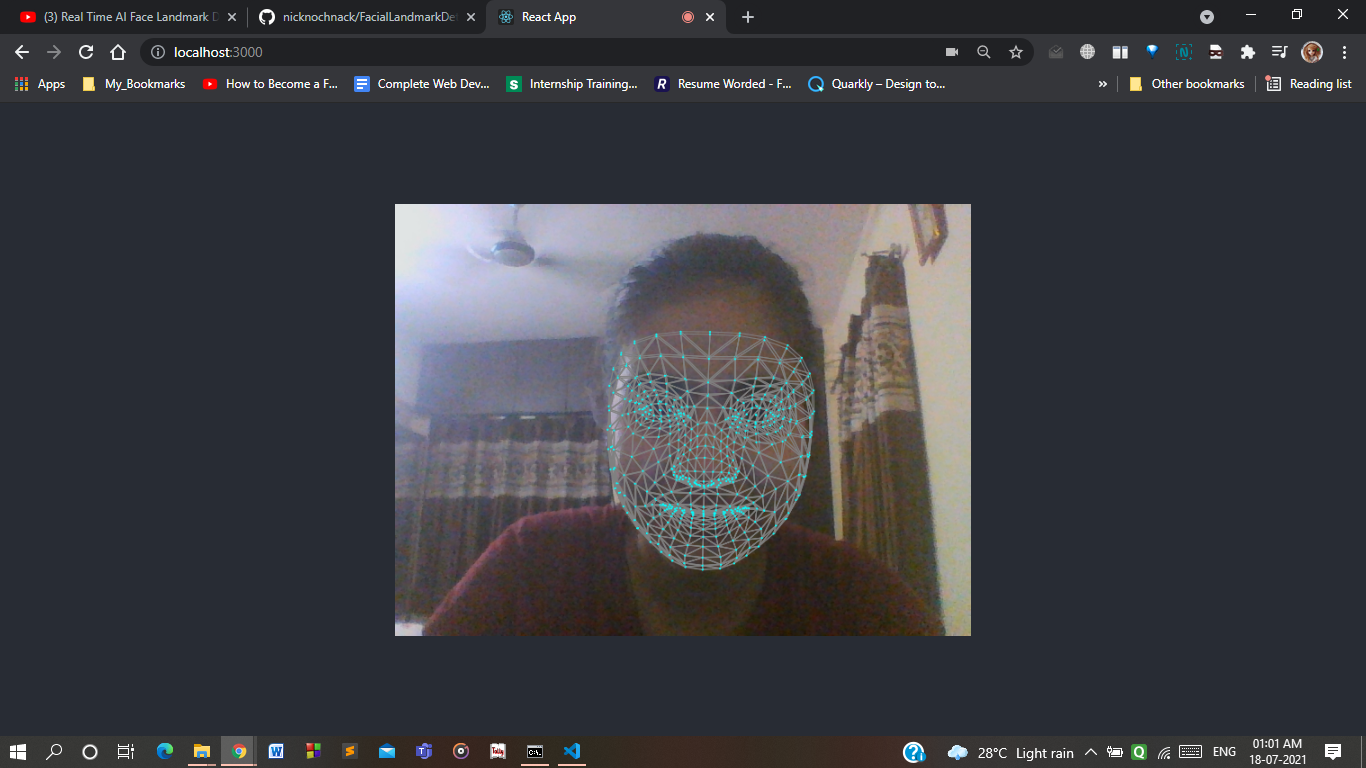 (3) Real Time AI Face Landmark D
nicknochnack/FacialLandmarkDe
React App
localhost:3000
Apps
My_Bookmarks
How to Become a F...
Complete Web Dev...
Internship Training...
Resume Worded - F...
Quarkly – Design to...
»
Other bookmarks
Reading list
28°C Light rain
ENG
01:01 AM
18-07-2021